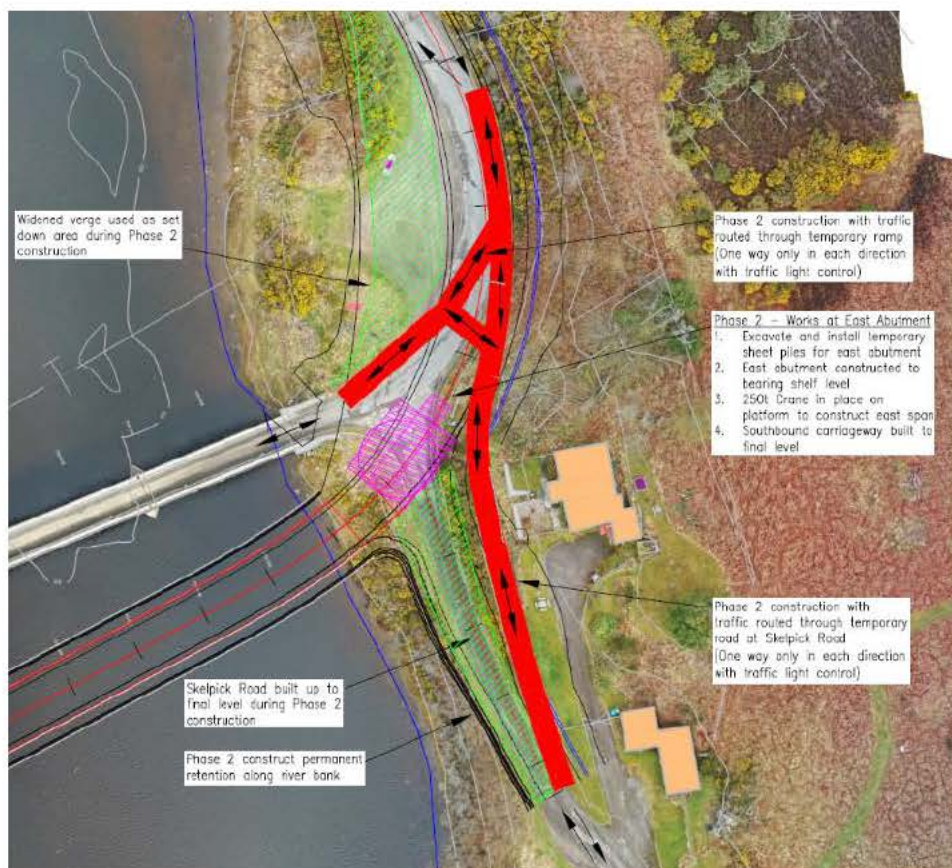 Widened verge used as set
down area during Phase 2
construction
Phase 2 construction with traffic
routed through temporary ramp
(One way only in each direction
with traffic light control)
Phase 2 - Works at East Abutment
1. Excavate and install temporary
sheet piles for east abutment
2. East abutment constructed to
bearing shelf level
3. 250t Crane in place on
platform to construct east span
4. Southbound carriageway built to
final level
Phase 2 construction with
traffic routed through temporary
road at Skelpick Road
(One way only in each direction
with traffic light control)
Skelpick Road built up to
final level during Phase 2
construction
Phase 2 construct permanent
retention along river bank